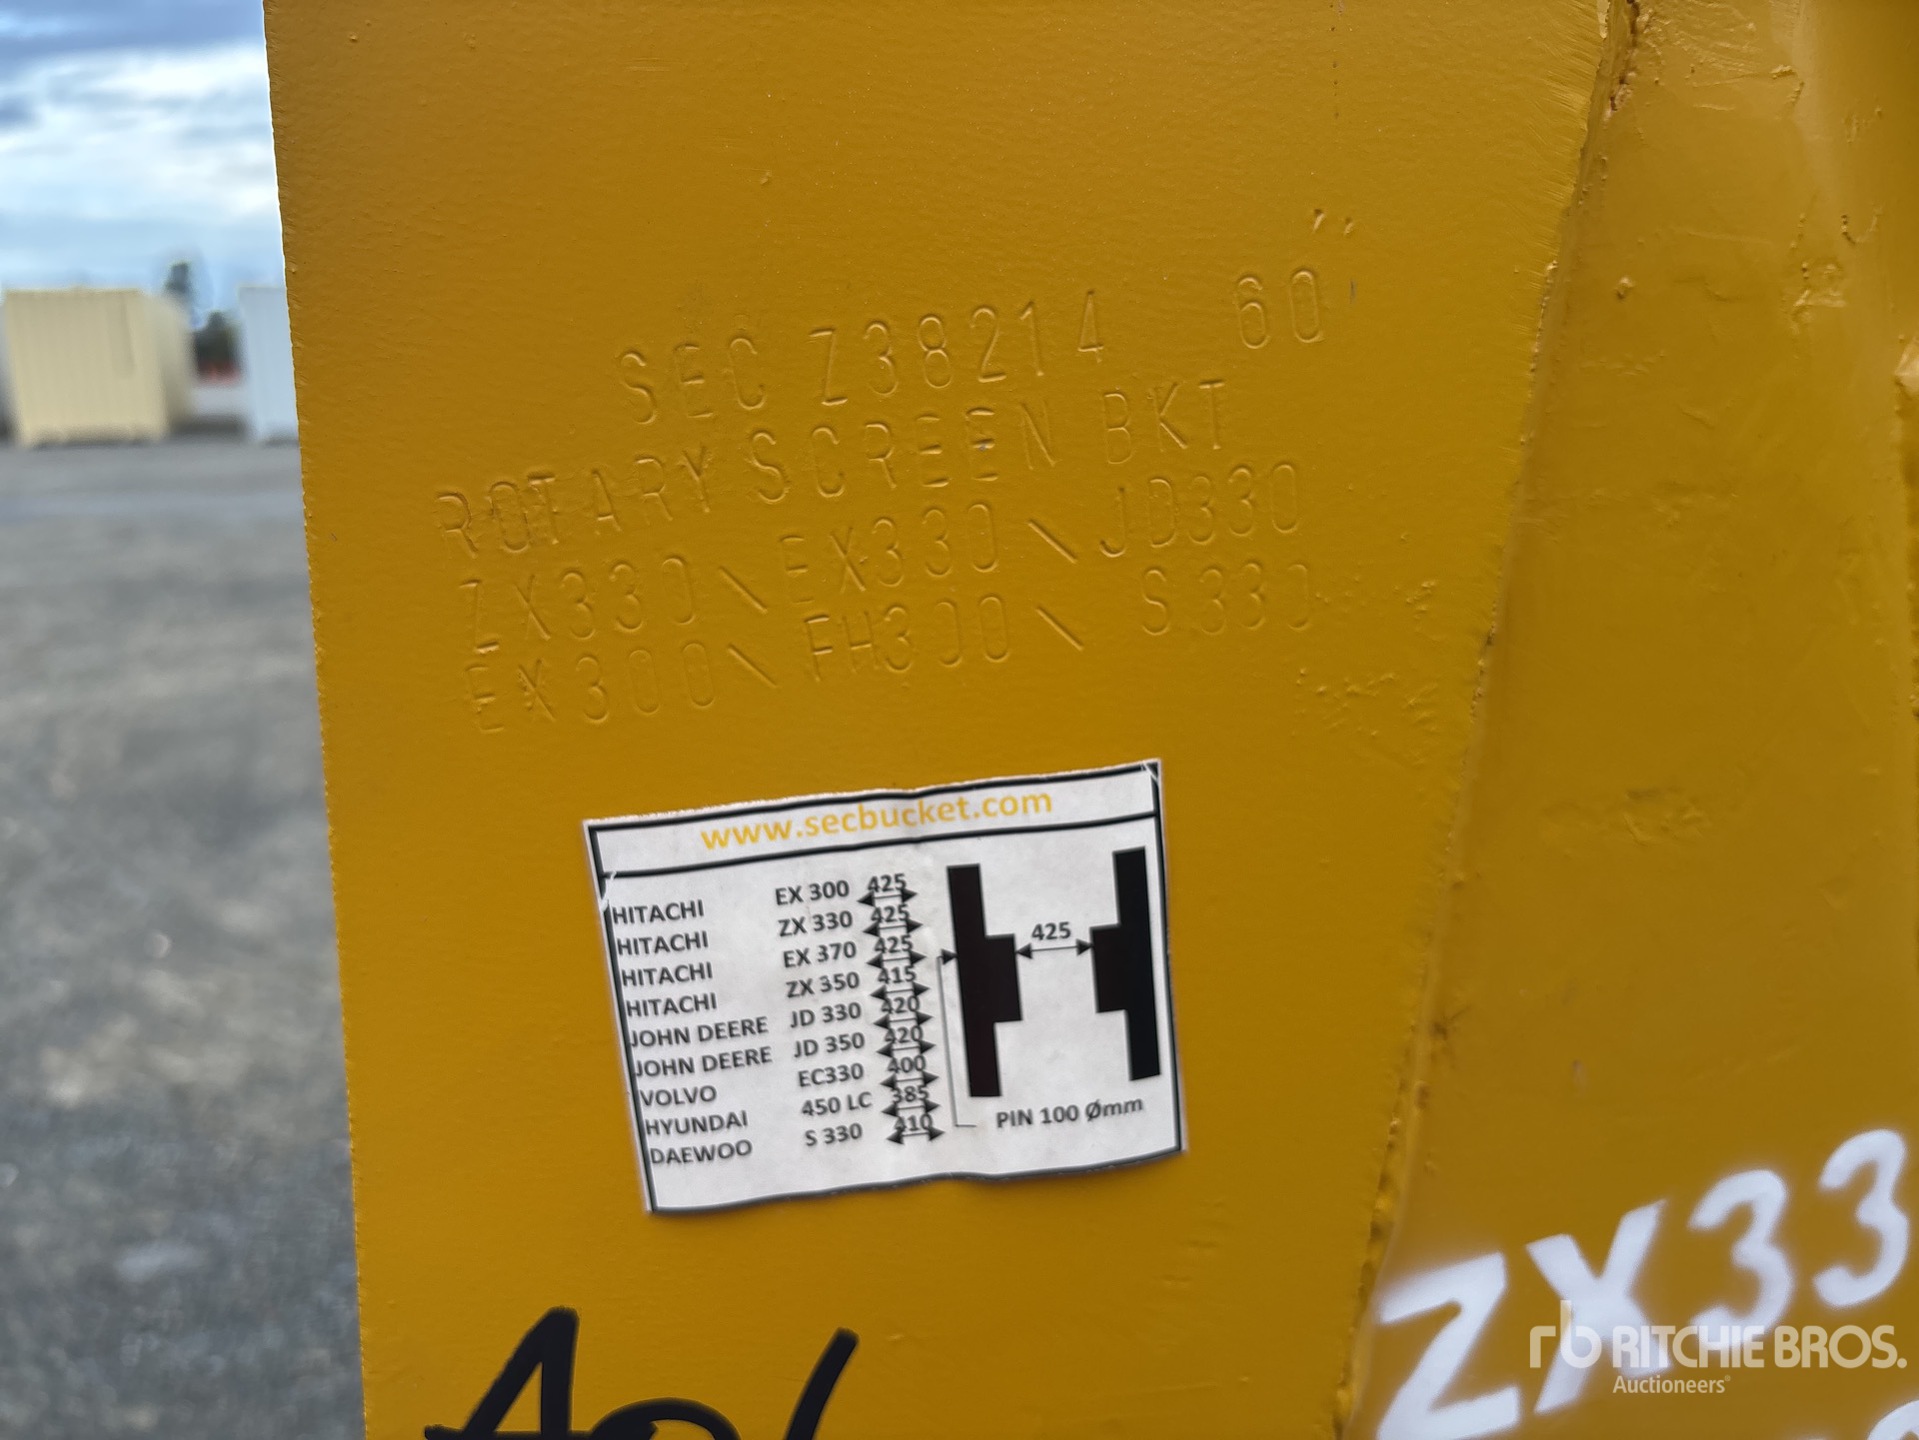 60"
SEC Z38214
ROTARY SCREEN BKT
ZX330\EX330\JD330
EX300\FH300\S330
www.secbucket.com
HITACHI EX 300 425
HITACHI ZX 330 425
HITACHI EX 370 425
HITACHI ZX 350 415
JOHN DEERE JD 330 420
JOHN DEERE JD 350 420
VOLVO EC330 400
HYUNDAI 450 LC 385
DAEWOO S 330 410
425
PIN 100 Ømm
ZX33
rb RITCHIE BROS.
Auctioneers